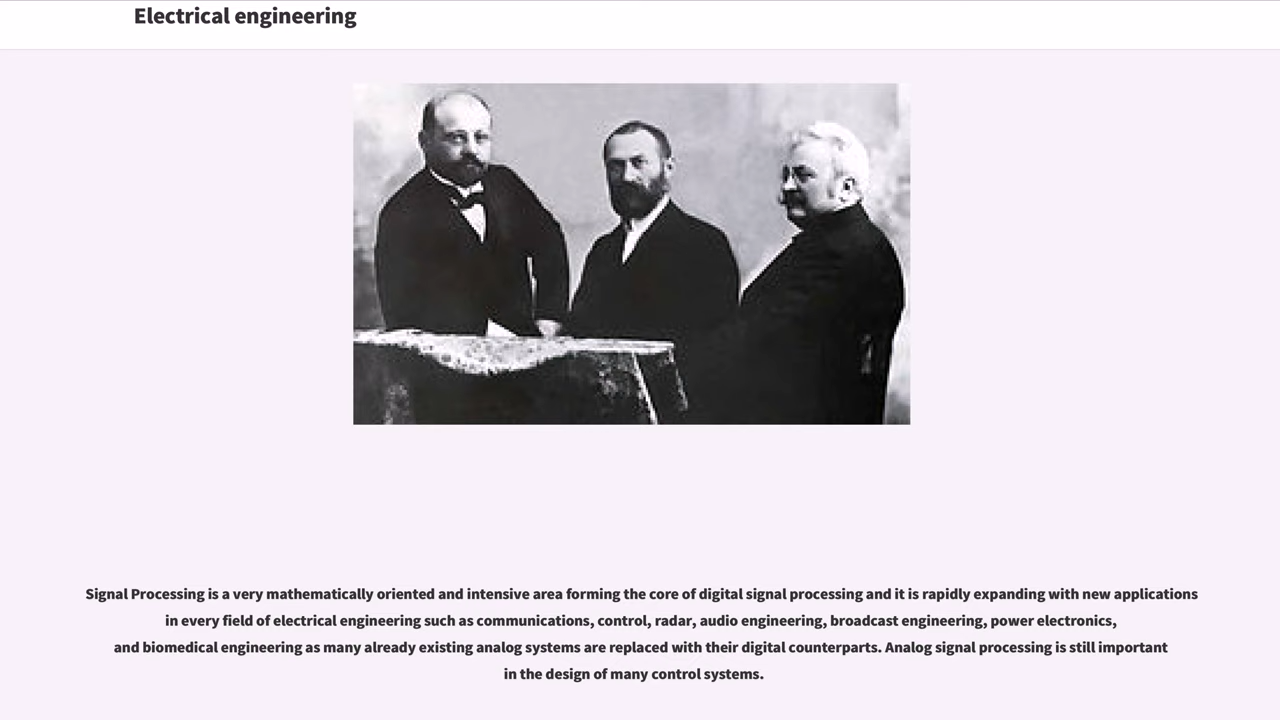 Electrical engineering
Signal Processing is a very mathematically oriented and intensive area forming the core of digital signal processing and it is rapidly expanding with new applications
in every field of electrical engineering such as communications, control, radar, audio engineering, broadcast engineering, power electronics,
and biomedical engineering as many already existing analog systems are replaced with their digital counterparts. Analog signal processing is still important
in the design of many control systems.